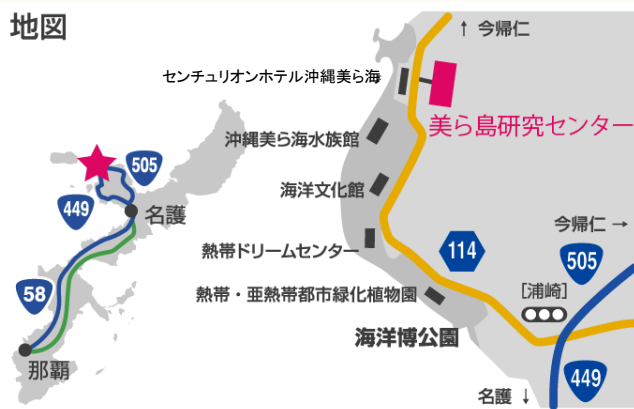 地図
↑ 今帰仁
センチュリオンホテル沖縄美ら海
美ら島研究センター
沖縄美ら海水族館
海洋文化館
熱帯ドリームセンター
熱帯・亜熱帯都市緑化植物園
海洋博公園
114
今帰仁 →
505
[浦崎]
449
名護 ↓
505
449
名護
58
那覇